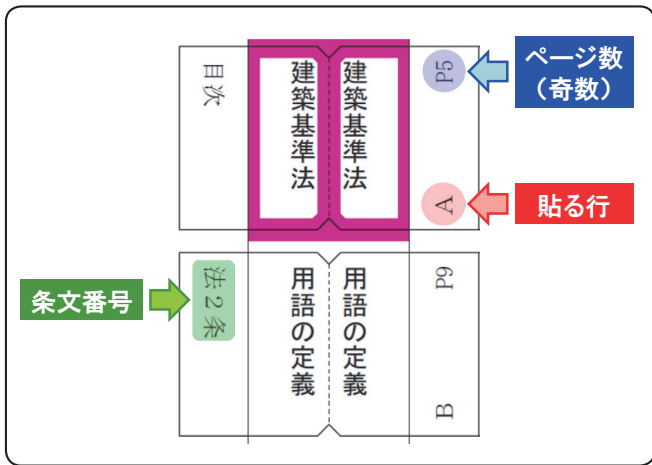 目次
建築基準法
建築基準法
P5
A
ページ数
（奇数）
貼る行
条文番号
法2条
用語の定義
用語の定義
P9
B